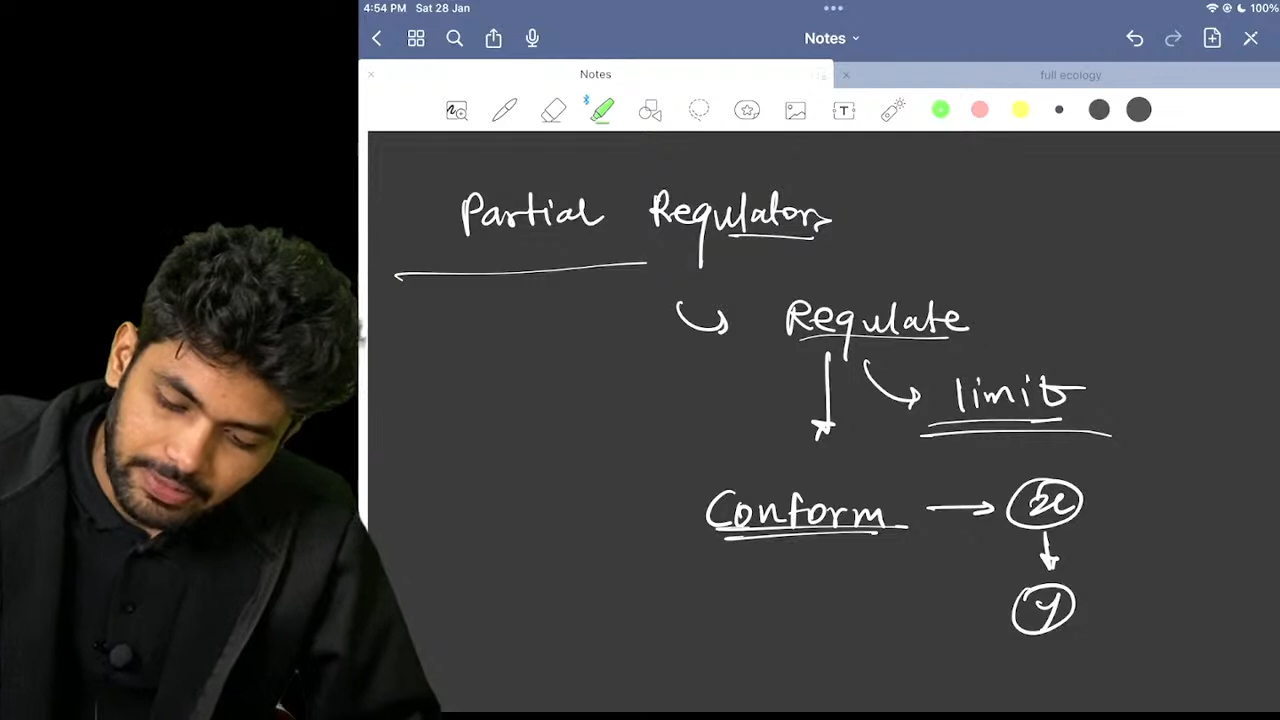 4:54 PM Sat 28 Jan
100%
Notes
Notes
full ecology
T
Partial Regulators
Regulate
limit
Conform
x
y